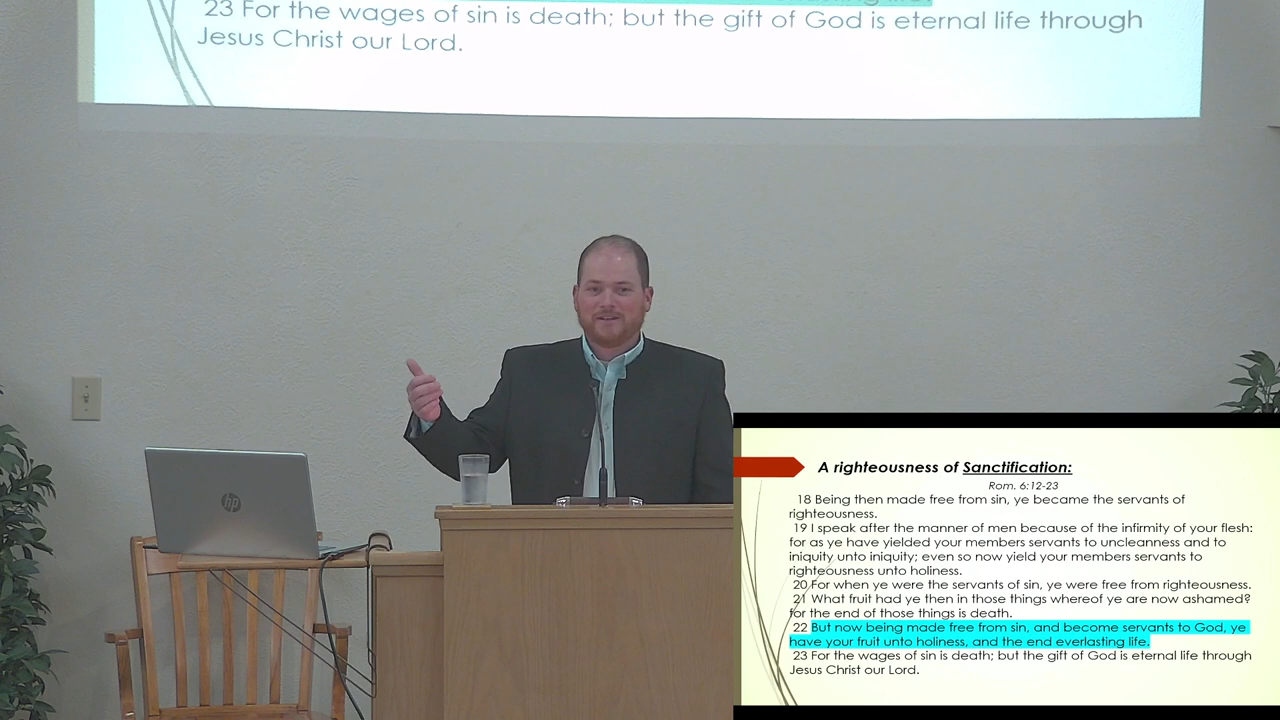 23 For the wages of sin is death; but the gift of God is eternal life through
Jesus Christ our Lord.
hp
A righteousness of Sanctification:
Rom. 6:12-23
18 Being then made free from sin, ye became the servants of
righteousness.
19 I speak after the manner of men because of the infirmity of your flesh:
for as ye have yielded your members servants to uncleanness and to
iniquity unto iniquity; even so now yield your members servants to
righteousness unto holiness.
20 For when ye were the servants of sin, ye were free from righteousness.
21 What fruit had ye then in those things whereof ye are now ashamed?
for the end of those things is death.
22 But now being made free from sin, and become servants to God, ye
have your fruit unto holiness, and the end everlasting life.
23 For the wages of sin is death; but the gift of God is eternal life through
Jesus Christ our Lord.